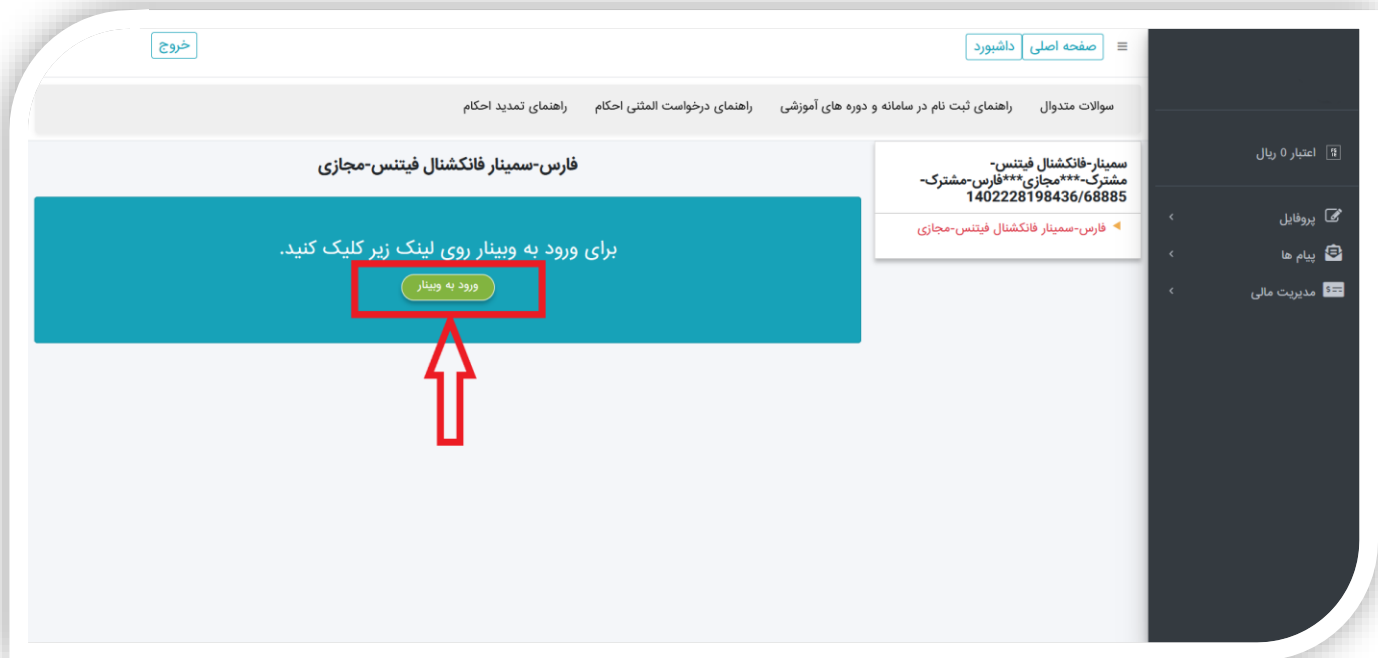 صفحه اصلی داشبورد
خروج
سوالات متدوال راهنمای ثبت نام در سامانه و دوره های آموزشی راهنمای درخواست المثنی احکام راهنمای تمدید احکام
اعتبار 0 ریال
پروفایل
پیام ها
مدیریت مالی
سمینار-فانکشنال فیتنس-
مشترک-***مجازی***فارس-مشترک-
1402228198436/68885
فارس-سمینار فانکشنال فیتنس-مجازی
فارس-سمینار فانکشنال فیتنس-مجازی
برای ورود به وبینار روی لینک زیر کلیک کنید.
ورود به وبینار